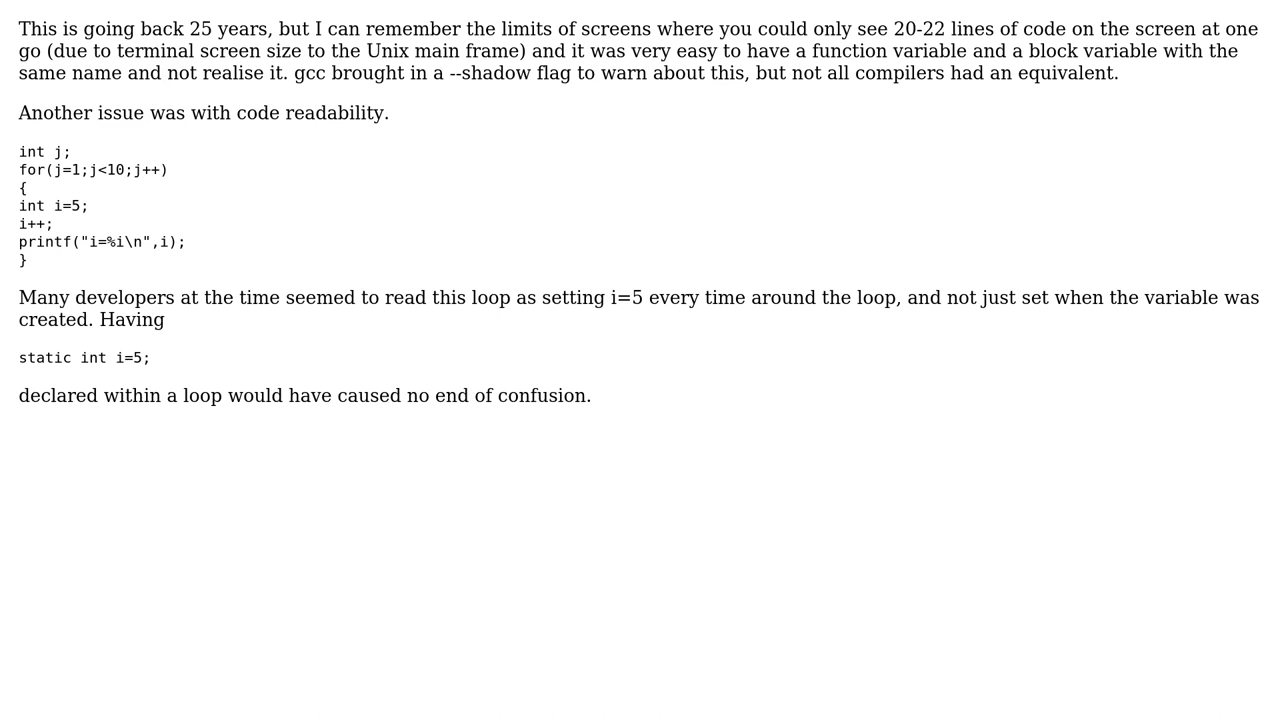 This is going back 25 years, but I can remember the limits of screens where you could only see 20-22 lines of code on the screen at one
go (due to terminal screen size to the Unix main frame) and it was very easy to have a function variable and a block variable with the
same name and not realise it. gcc brought in a --shadow flag to warn about this, but not all compilers had an equivalent.
Another issue was with code readability.
int j;
for(j=1;j<10;j++)
{
int i=5;
i++;
printf("i=%i\n",i);
}
Many developers at the time seemed to read this loop as setting i=5 every time around the loop, and not just set when the variable was
created. Having
static int i=5;
declared within a loop would have caused no end of confusion.